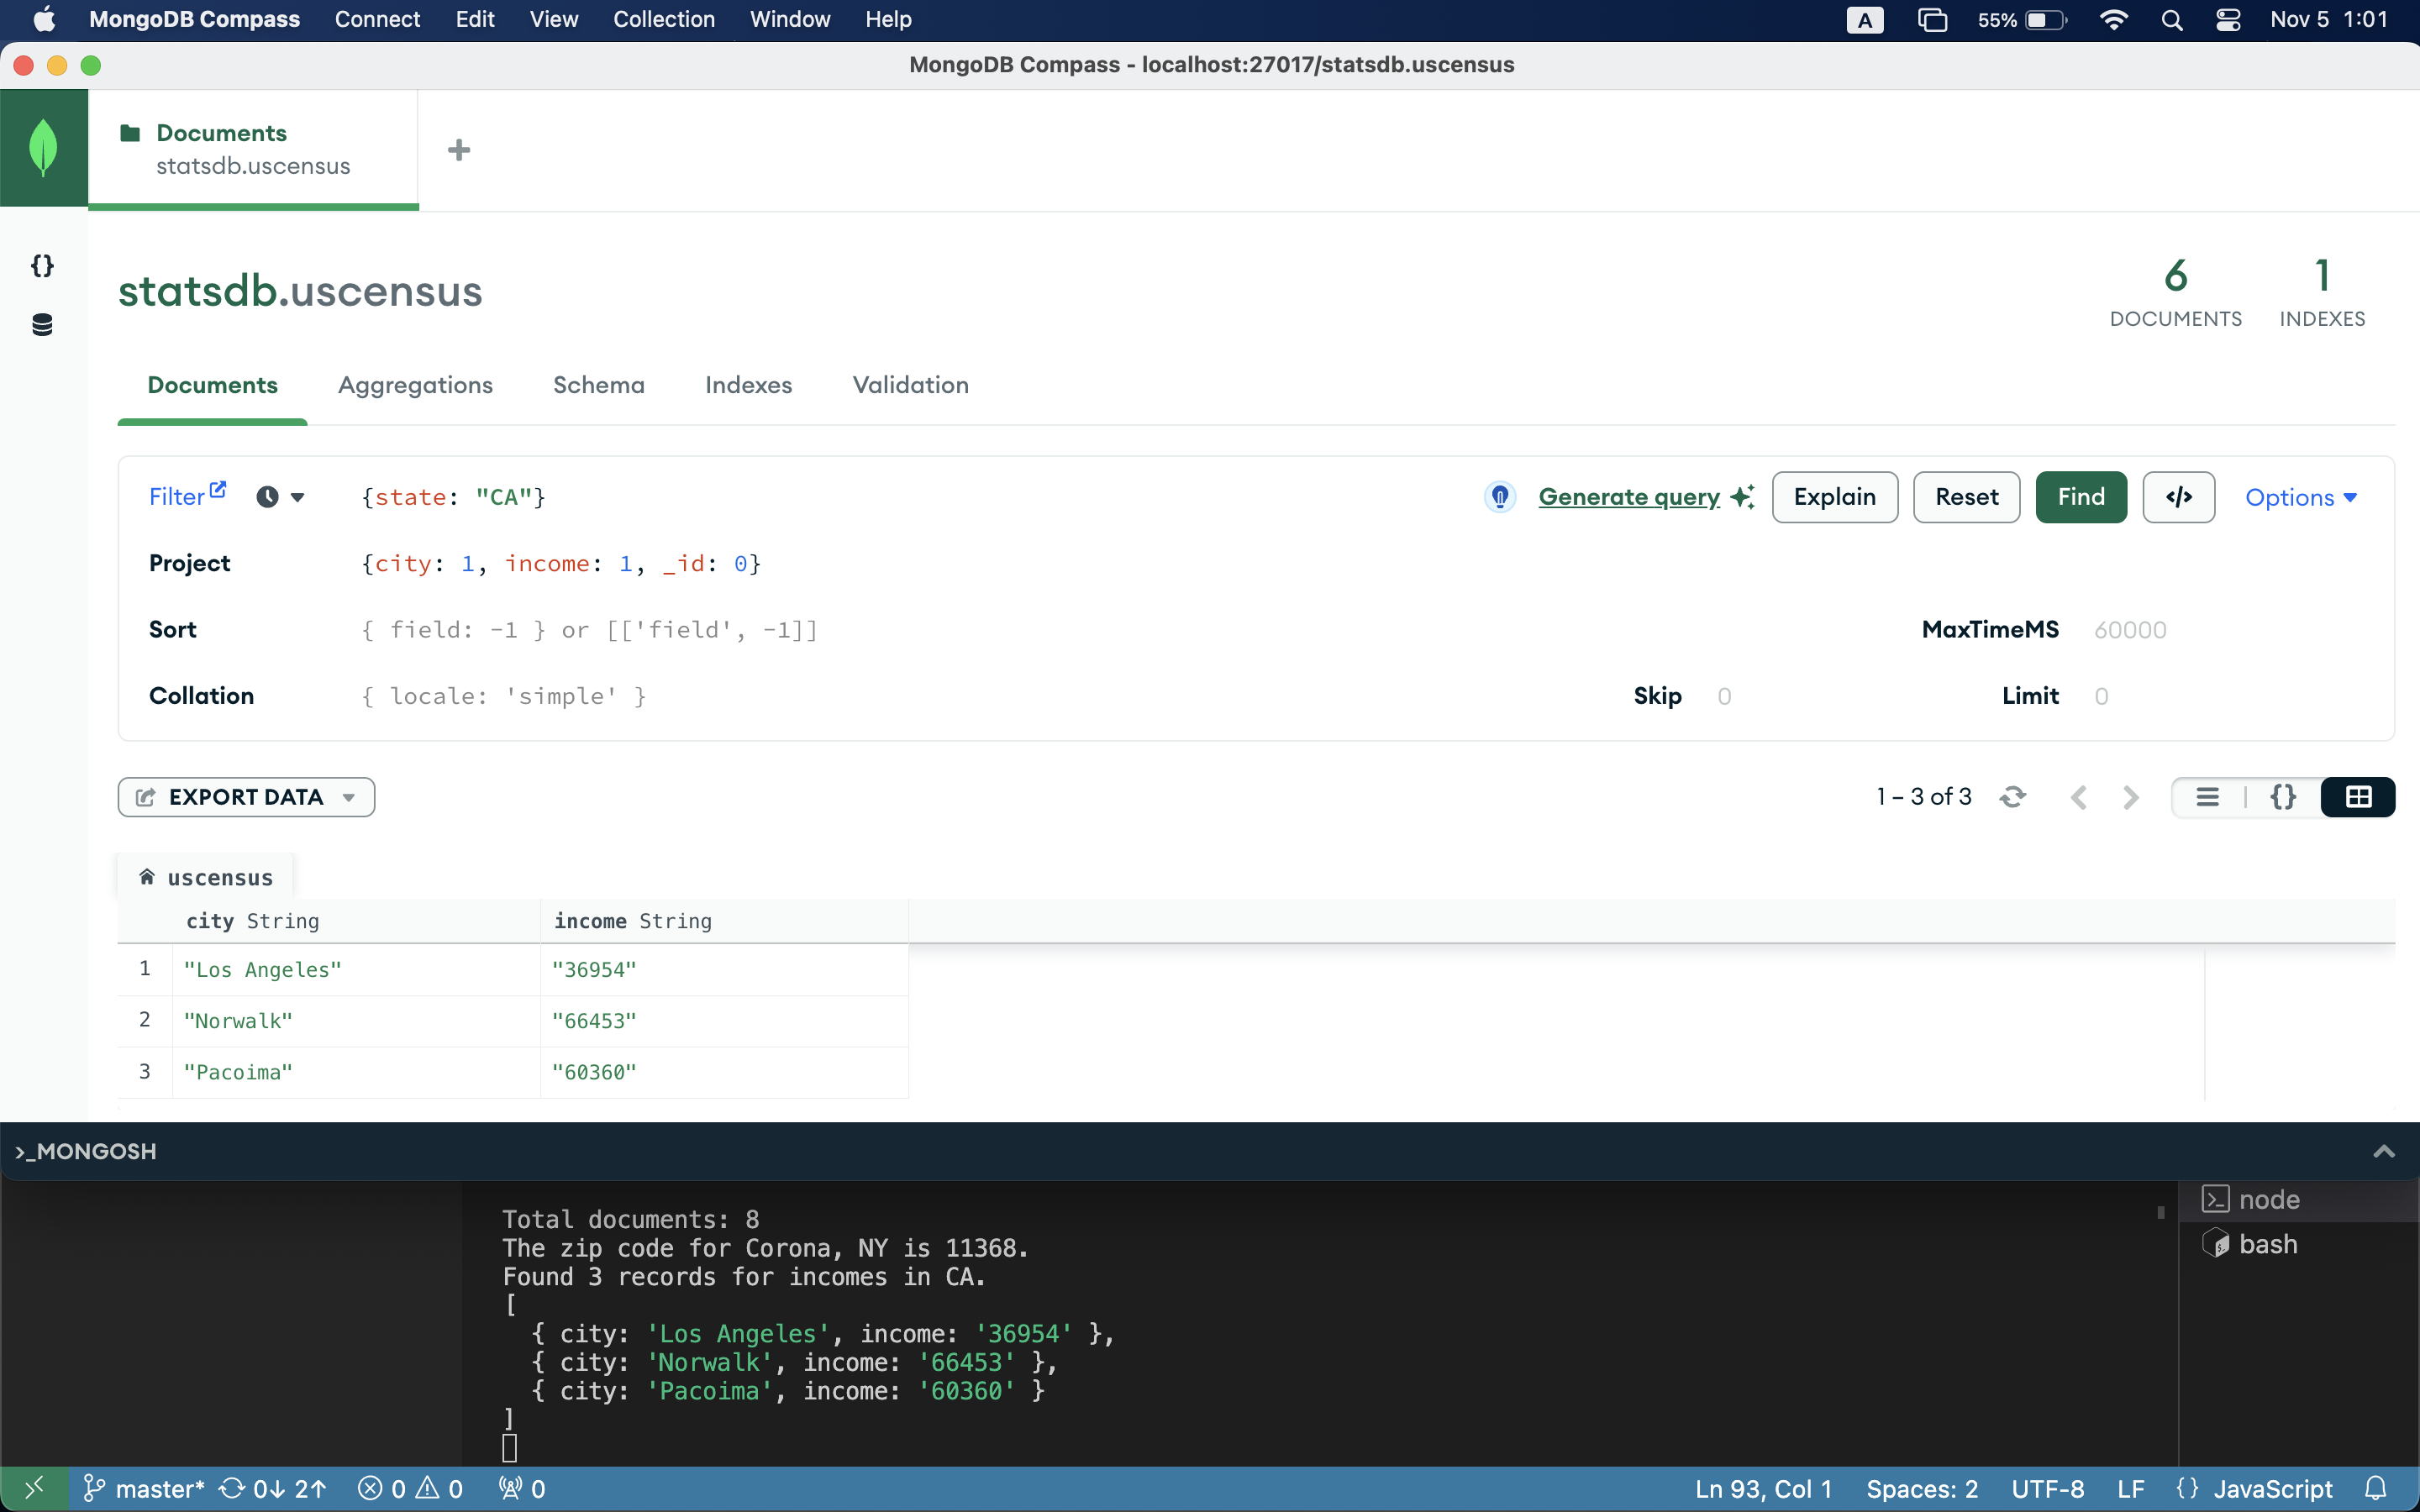 MongoDB Compass Connect Edit View Collection Window Help A 55% Nov 5 1:01
MongoDB Compass - localhost:27017/statsdb.uscensus
Documents
statsdb.uscensus
+
{}
statsdb.uscensus
6 1
DOCUMENTS INDEXES
Documents Aggregations Schema Indexes Validation
Filter {state: "CA"} Generate query Explain Reset Find </> Options
Project {city: 1, income: 1, _id: 0}
Sort { field: -1 } or [['field', -1]] MaxTimeMS 60000
Collation { locale: 'simple' } Skip 0 Limit 0
EXPORT DATA 1 – 3 of 3 {}
uscensus
city String income String
1 "Los Angeles" "36954"
2 "Norwalk" "66453"
3 "Pacoima" "60360"
>_MONGOSH
Total documents: 8
The zip code for Corona, NY is 11368.
Found 3 records for incomes in CA.
[
{ city: 'Los Angeles', income: '36954' },
{ city: 'Norwalk', income: '66453' },
{ city: 'Pacoima', income: '60360' }
]
node
bash
master* 0↓ 2↑ 0 0 0 Ln 93, Col 1 Spaces: 2 UTF-8 LF {} JavaScript